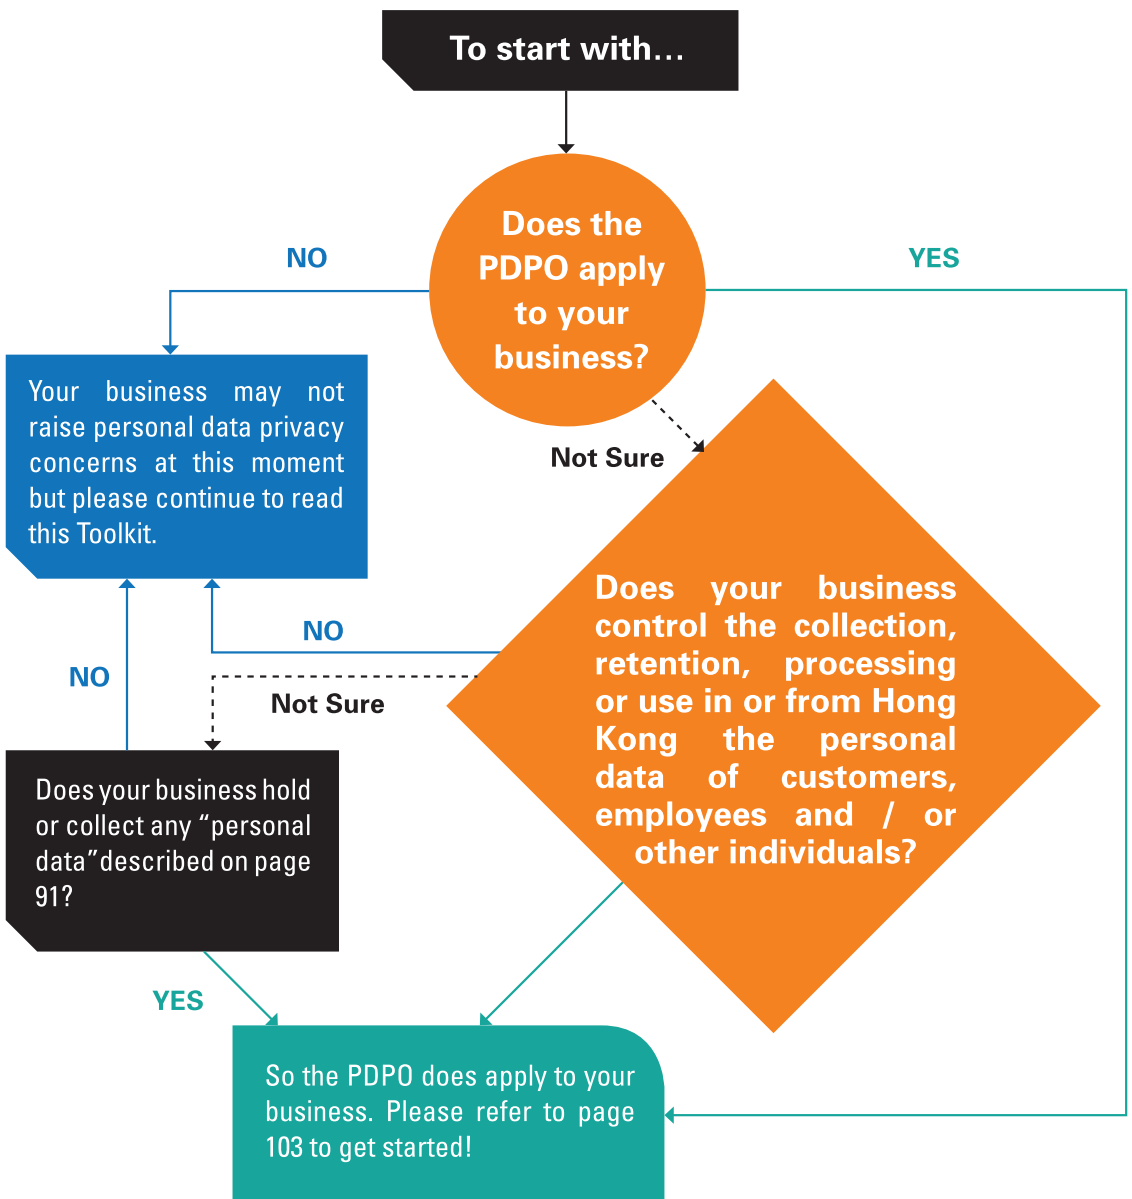 To start with...
Does the
PDPO apply
to your
business?
NO
YES
Your business may not
raise personal data privacy
concerns at this moment
but please continue to read
this Toolkit.
Not Sure
Does your business
control the collection,
retention, processing
or use in or from Hong
Kong the personal
data of customers,
employees and / or
other individuals?
NO
NO
Not Sure
Does your business hold
or collect any “personal
data”described on page
91?
YES
So the PDPO does apply to your
business. Please refer to page
103 to get started!